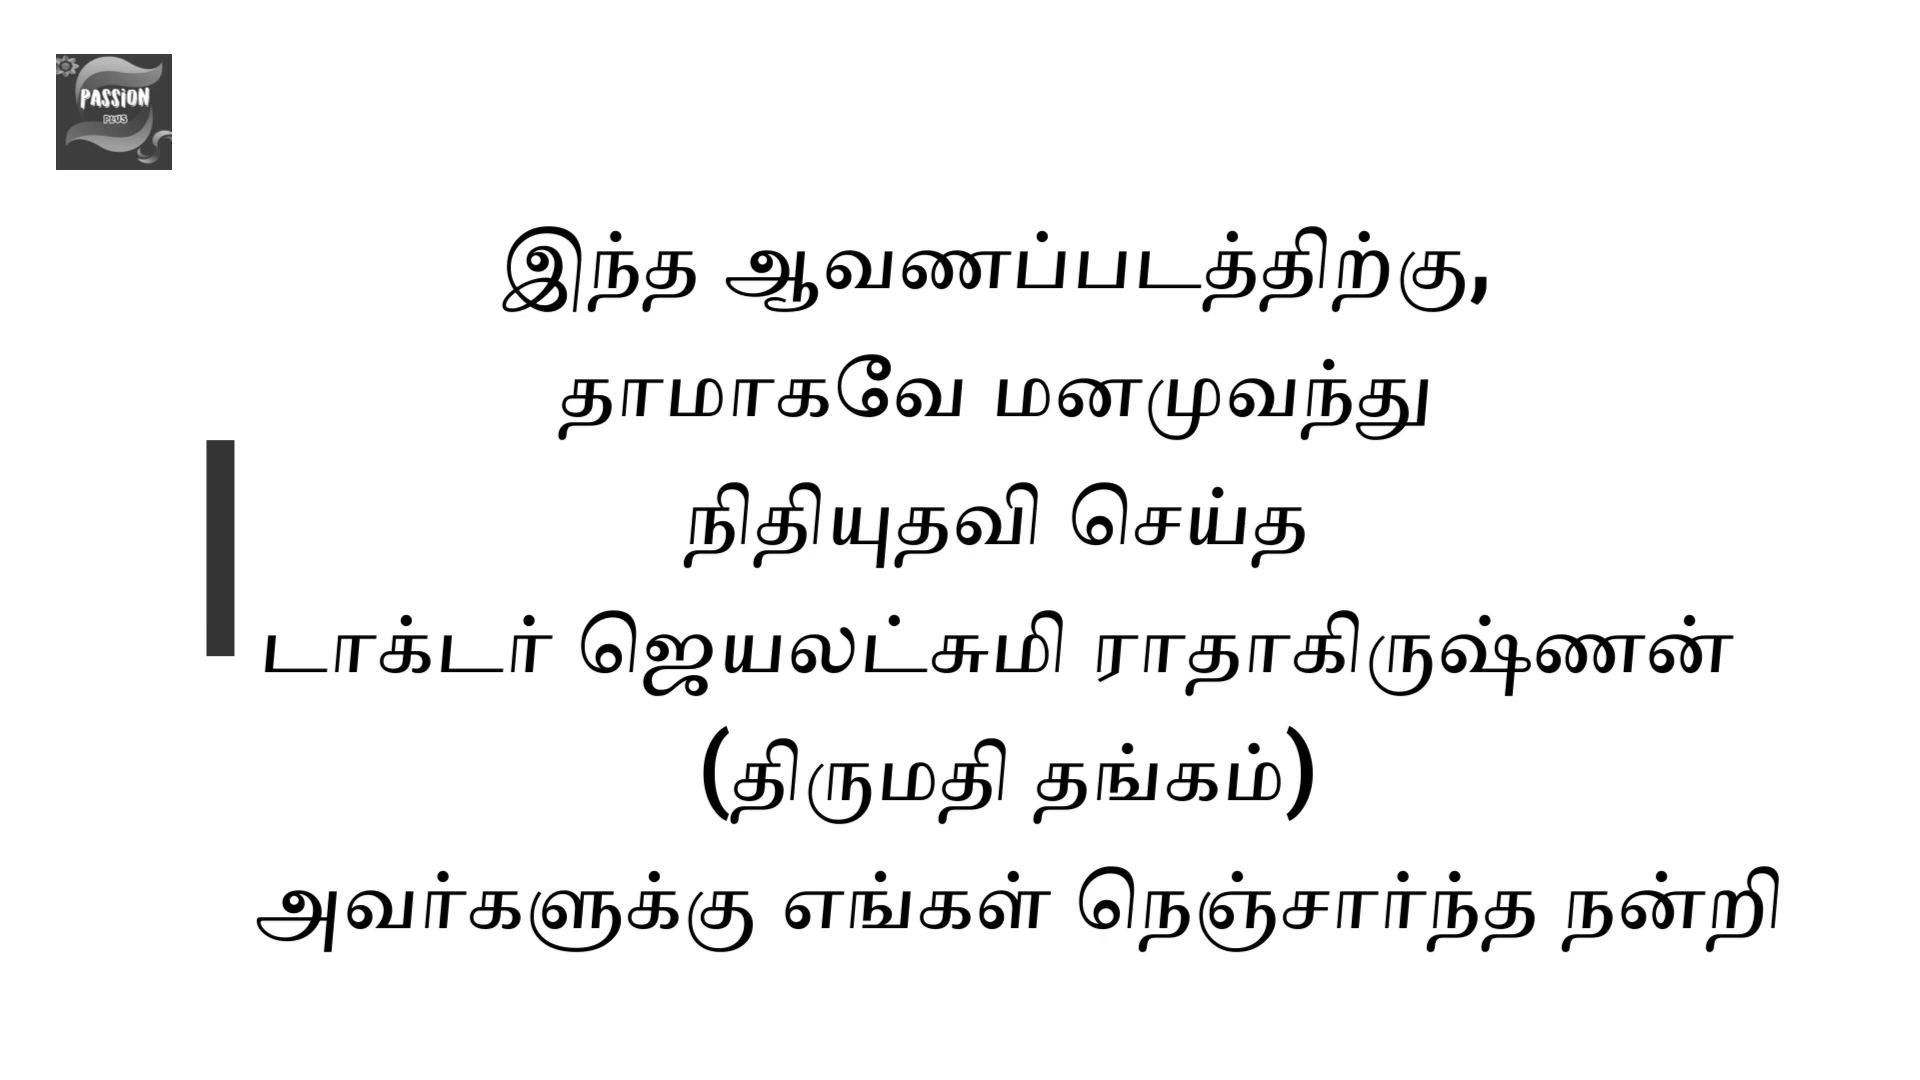 PASSION
PLUS
இந்த ஆவணப்படத்திற்கு,
தாமாகவே மனமுவந்து
நிதியுதவி செய்த
டாக்டர் ஜெயலட்சுமி ராதாகிருஷ்ணன்
(திருமதி தங்கம்)
அவர்களுக்கு எங்கள் நெஞ்சார்ந்த நன்றி